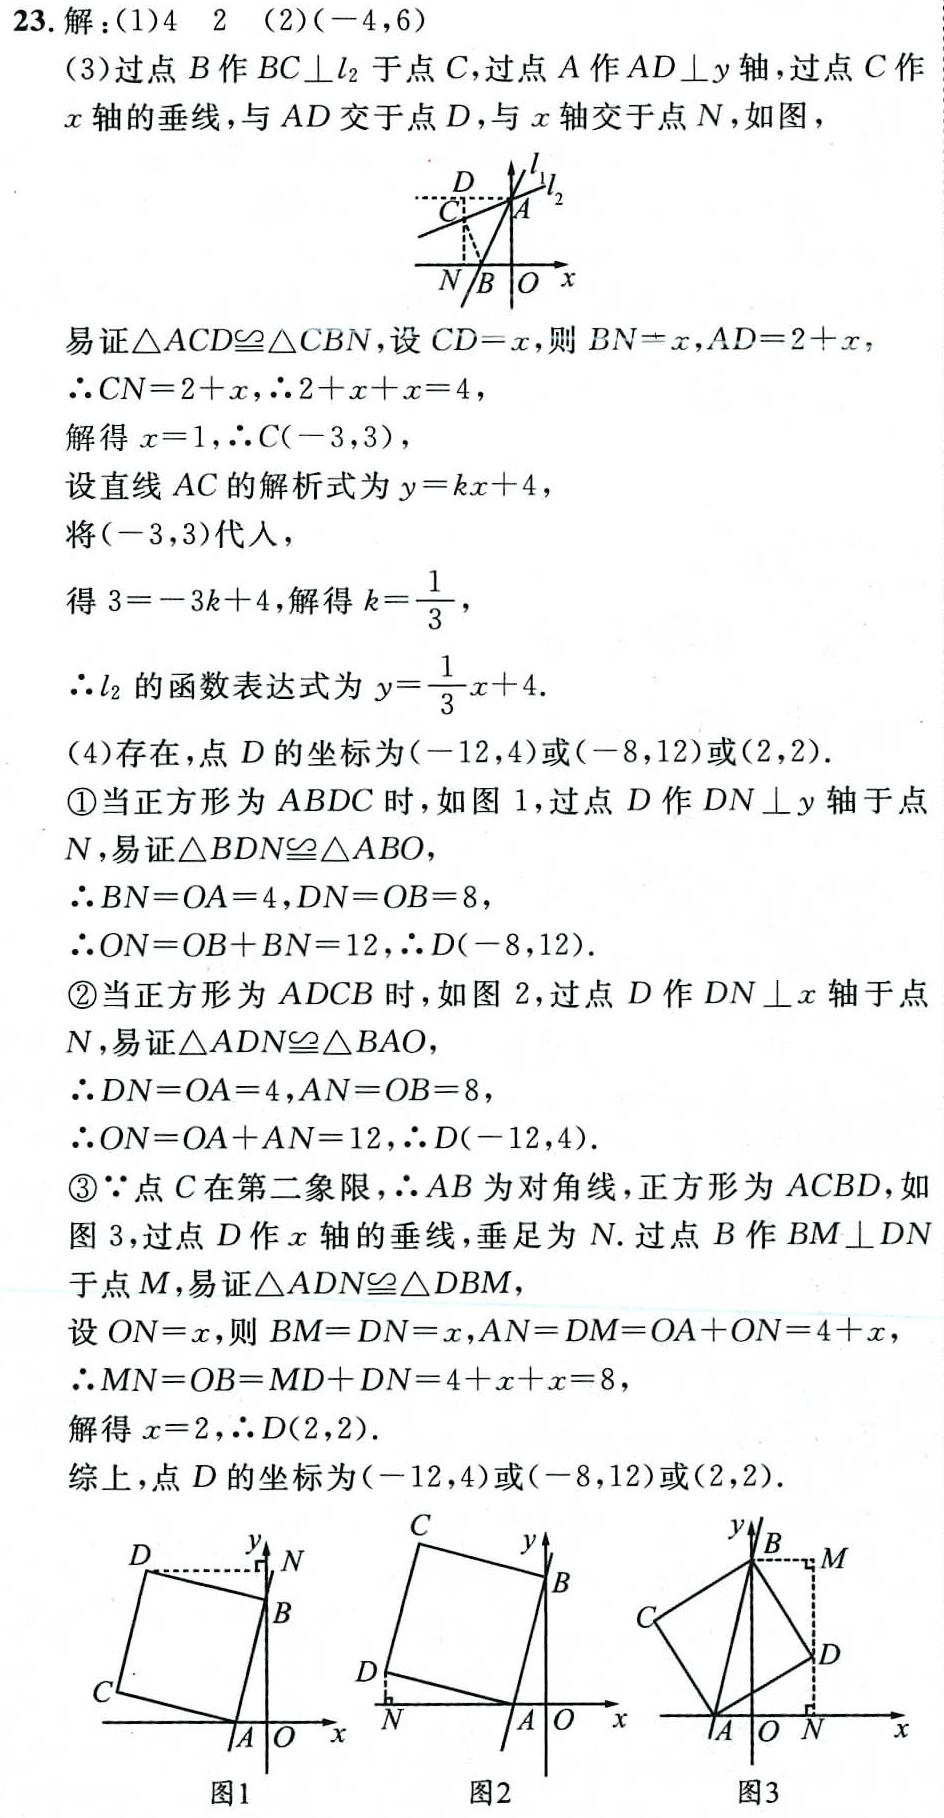 23. 解:(1)4　2　(2)(－4,6)
(3)过点 B 作 BC⊥l₂ 于点 C,过点 A 作 AD⊥y 轴,过点 C 作
x 轴的垂线,与 AD 交于点 D,与 x 轴交于点 N,如图,
D l₁ l₂
C A
N B O x
易证△ACD≌△CBN,设 CD=x,则 BN=x,AD=2+x,
∴CN=2+x,∴2+x+x=4,
解得 x=1,∴C(－3,3),
设直线 AC 的解析式为 y=kx+4,
将(－3,3)代入,
得 3=－3k+4,解得 k=1/3,
∴l₂ 的函数表达式为 y=1/3x+4.
(4)存在,点 D 的坐标为(－12,4)或(－8,12)或(2,2).
①当正方形为 ABDC 时,如图 1,过点 D 作 DN⊥y 轴于点
N,易证△BDN≌△ABO,
∴BN=OA=4,DN=OB=8,
∴ON=OB+BN=12,∴D(－8,12).
②当正方形为 ADCB 时,如图 2,过点 D 作 DN⊥x 轴于点
N,易证△ADN≌△BAO,
∴DN=OA=4,AN=OB=8,
∴ON=OA+AN=12,∴D(－12,4).
③∵点 C 在第二象限,∴AB 为对角线,正方形为 ACBD,如
图 3,过点 D 作 x 轴的垂线,垂足为 N. 过点 B 作 BM⊥DN
于点 M,易证△ADN≌△DBM,
设 ON=x,则 BM=DN=x,AN=DM=OA+ON=4+x,
∴MN=OB=MD+DN=4+x+x=8,
解得 x=2,∴D(2,2).
综上,点 D 的坐标为(－12,4)或(－8,12)或(2,2).
D y N
B
C
A O x
图1
C y
B
D
N A O x
图2
y B M
C
D
A O N x
图3